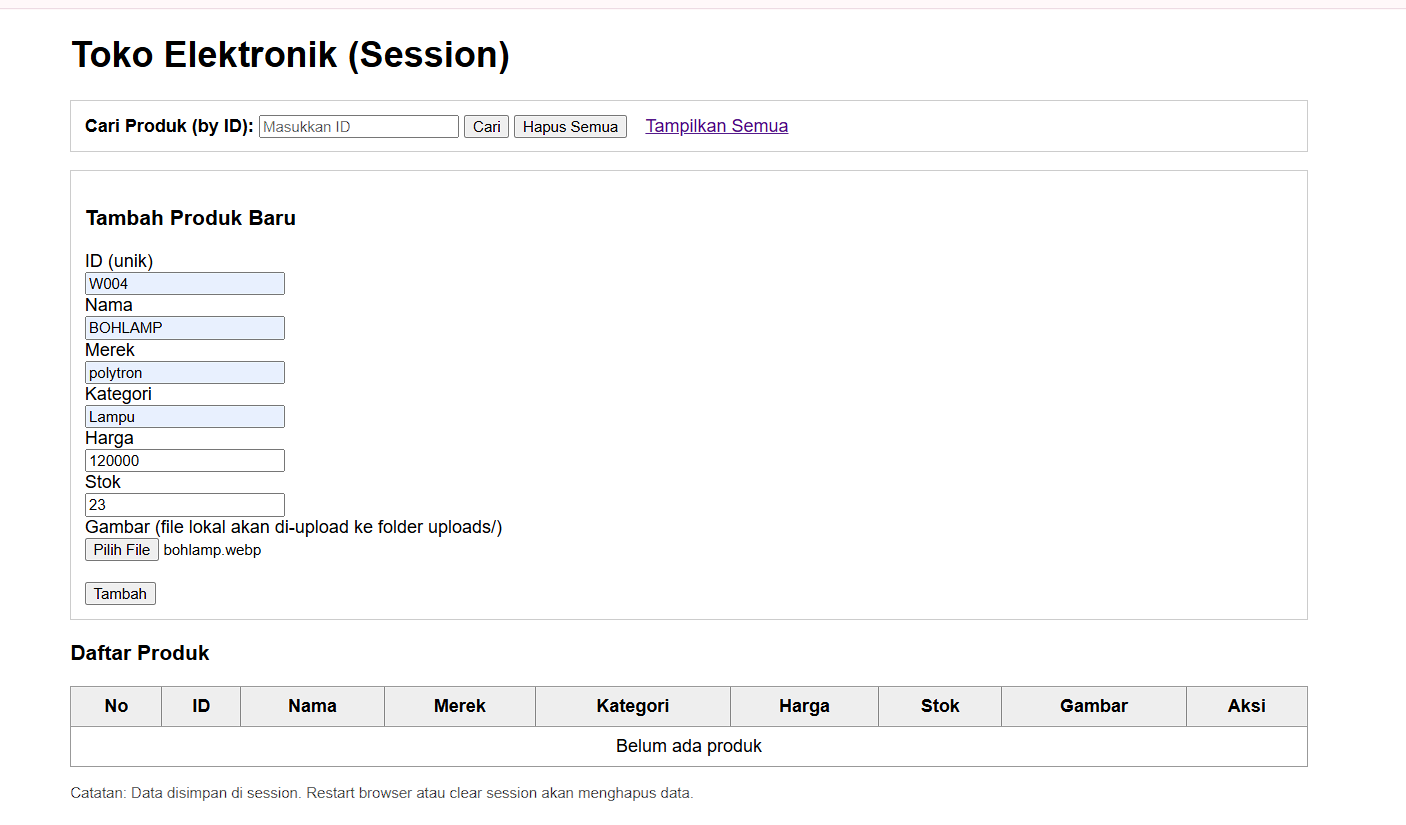 Toko Elektronik (Session)
Cari Produk (by ID): Masukkan ID Cari Hapus Semua Tampilkan Semua
Tambah Produk Baru
ID (unik)
W004
Nama
BOHLAMP
Merek
polytron
Kategori
Lampu
Harga
120000
Stok
23
Gambar (file lokal akan di-upload ke folder uploads/)
Pilih File bohlamp.webp
Tambah
Daftar Produk
No ID Nama Merek Kategori Harga Stok Gambar Aksi
Belum ada produk
Catatan: Data disimpan di session. Restart browser atau clear session akan menghapus data.